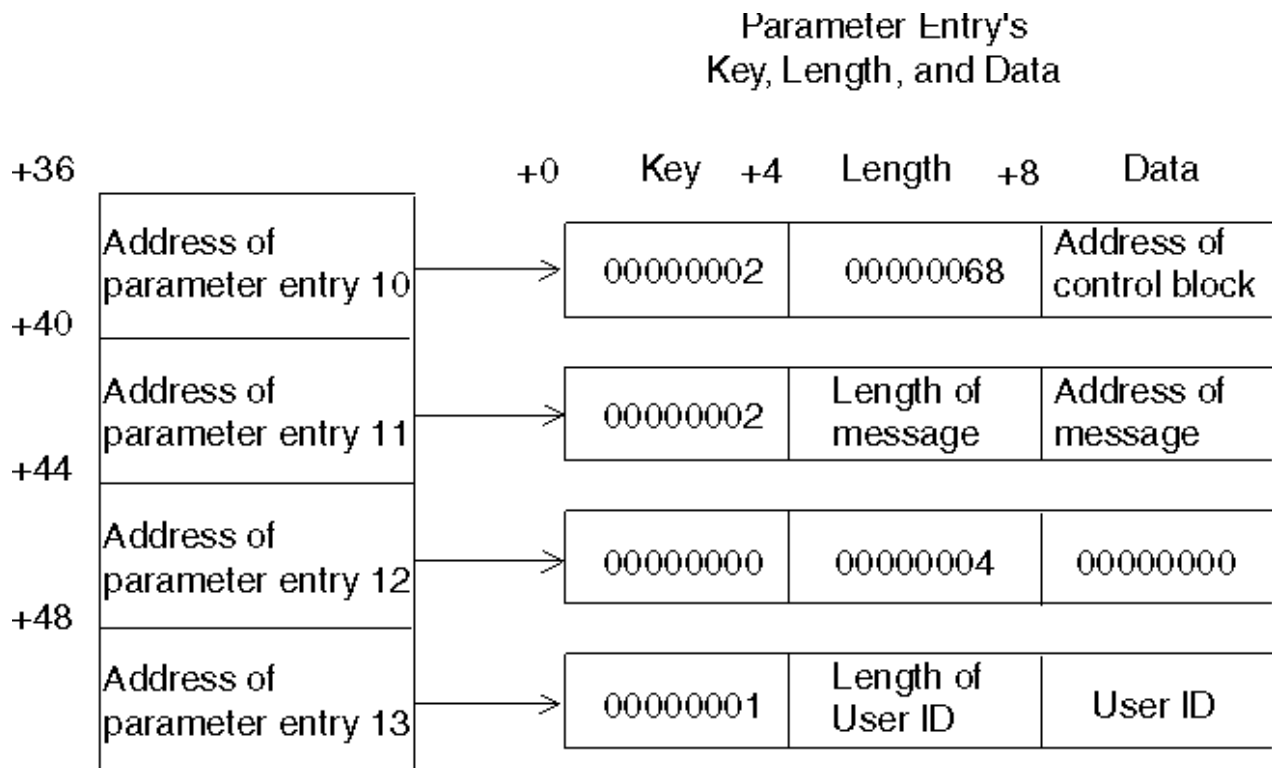 Parameter Entry's
Key, Length, and Data
+36
+0 Key +4 Length +8 Data
Address of
parameter entry 10
00000002
00000068
Address of
control block
+40
Address of
parameter entry 11
00000002
Length of
message
Address of
message
+44
Address of
parameter entry 12
00000000
00000004
00000000
+48
Address of
parameter entry 13
00000001
Length of
User ID
User ID